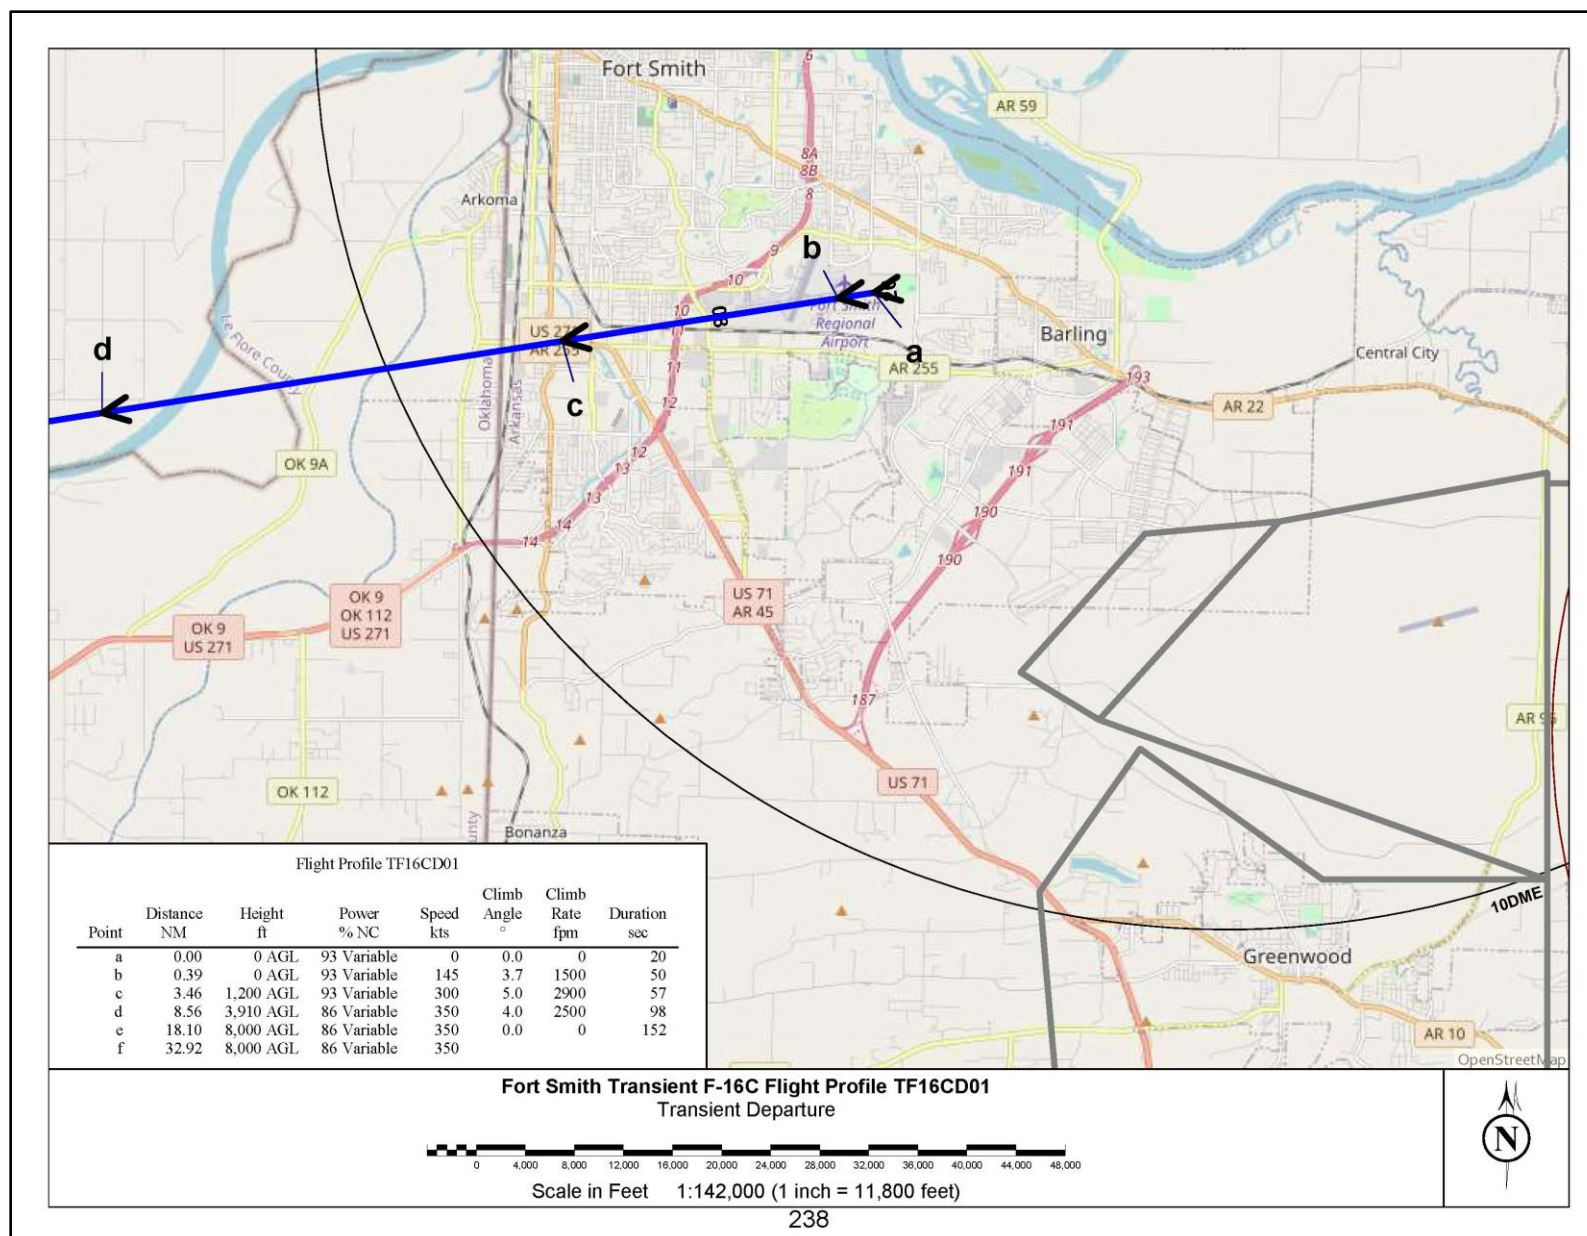 6
Fort Smith
AR 59
8A
8B
8
Arkoma
b
9
10
Le Flore County
10
08
Fort Smith
Regional
Airport
Barling
US 271
AR 255
a
Central City
d
AR 255
11
193
c
12
AR 22
Oklahoma
Arkansas
191
12
OK 9A
13
191
13
190
14
14
190
OK 9
OK 112
US 271
US 71
AR 45
OK 9
US 271
187
AR 96
US 71
OK 112
unty
Bonanza
10DME
Greenwood
AR 10
OpenStreetMap
Flight Profile TF16CD01
Climb Climb
Distance Height Power Speed Angle Rate Duration
Point NM ft % NC kts ° fpm sec
a 0.00 0 AGL 93 Variable 0 0.0 0 20
b 0.39 0 AGL 93 Variable 145 3.7 1500 50
c 3.46 1,200 AGL 93 Variable 300 5.0 2900 57
d 8.56 3,910 AGL 86 Variable 350 4.0 2500 98
e 18.10 8,000 AGL 86 Variable 350 0.0 0 152
f 32.92 8,000 AGL 86 Variable 350
Fort Smith Transient F-16C Flight Profile TF16CD01
Transient Departure
0 4,000 8,000 12,000 16,000 20,000 24,000 28,000 32,000 36,000 40,000 44,000 48,000
Scale in Feet 1:142,000 (1 inch = 11,800 feet)
N
238